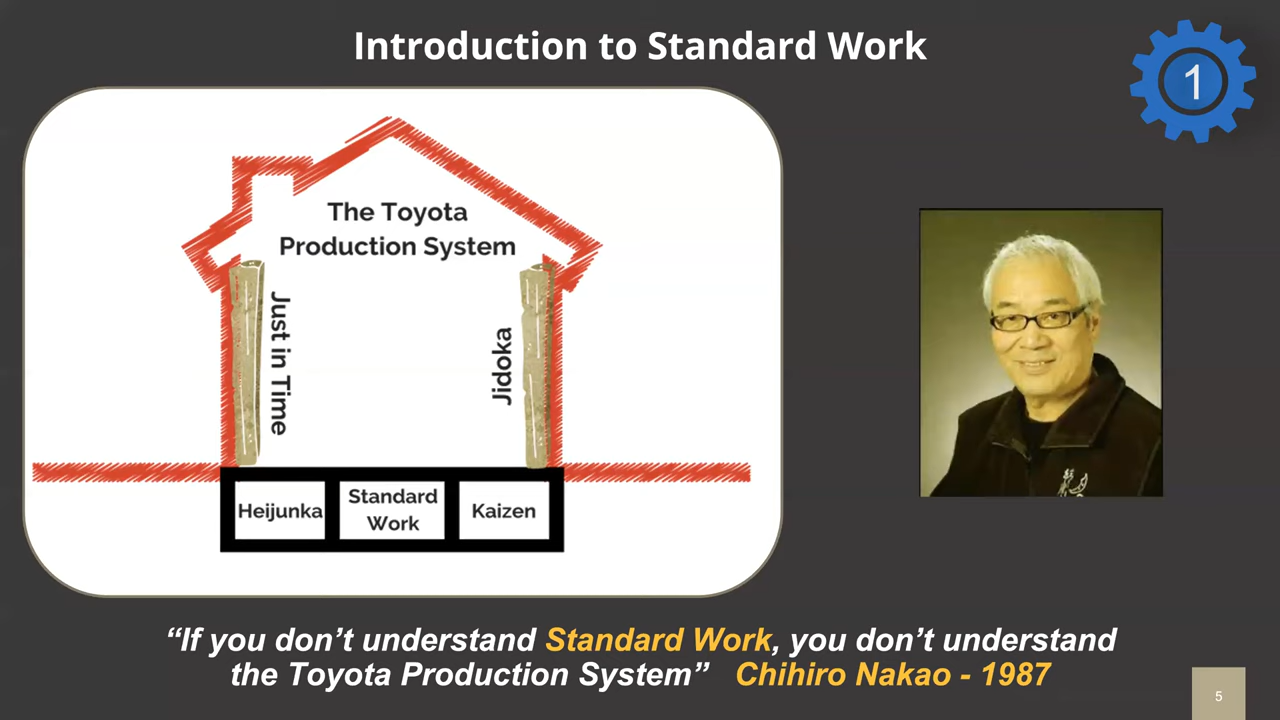 Introduction to Standard Work
1
The Toyota
Production System
Just in Time
Jidoka
Heijunka
Standard
Work
Kaizen
“If you don’t understand Standard Work, you don’t understand
the Toyota Production System” Chihiro Nakao - 1987
5